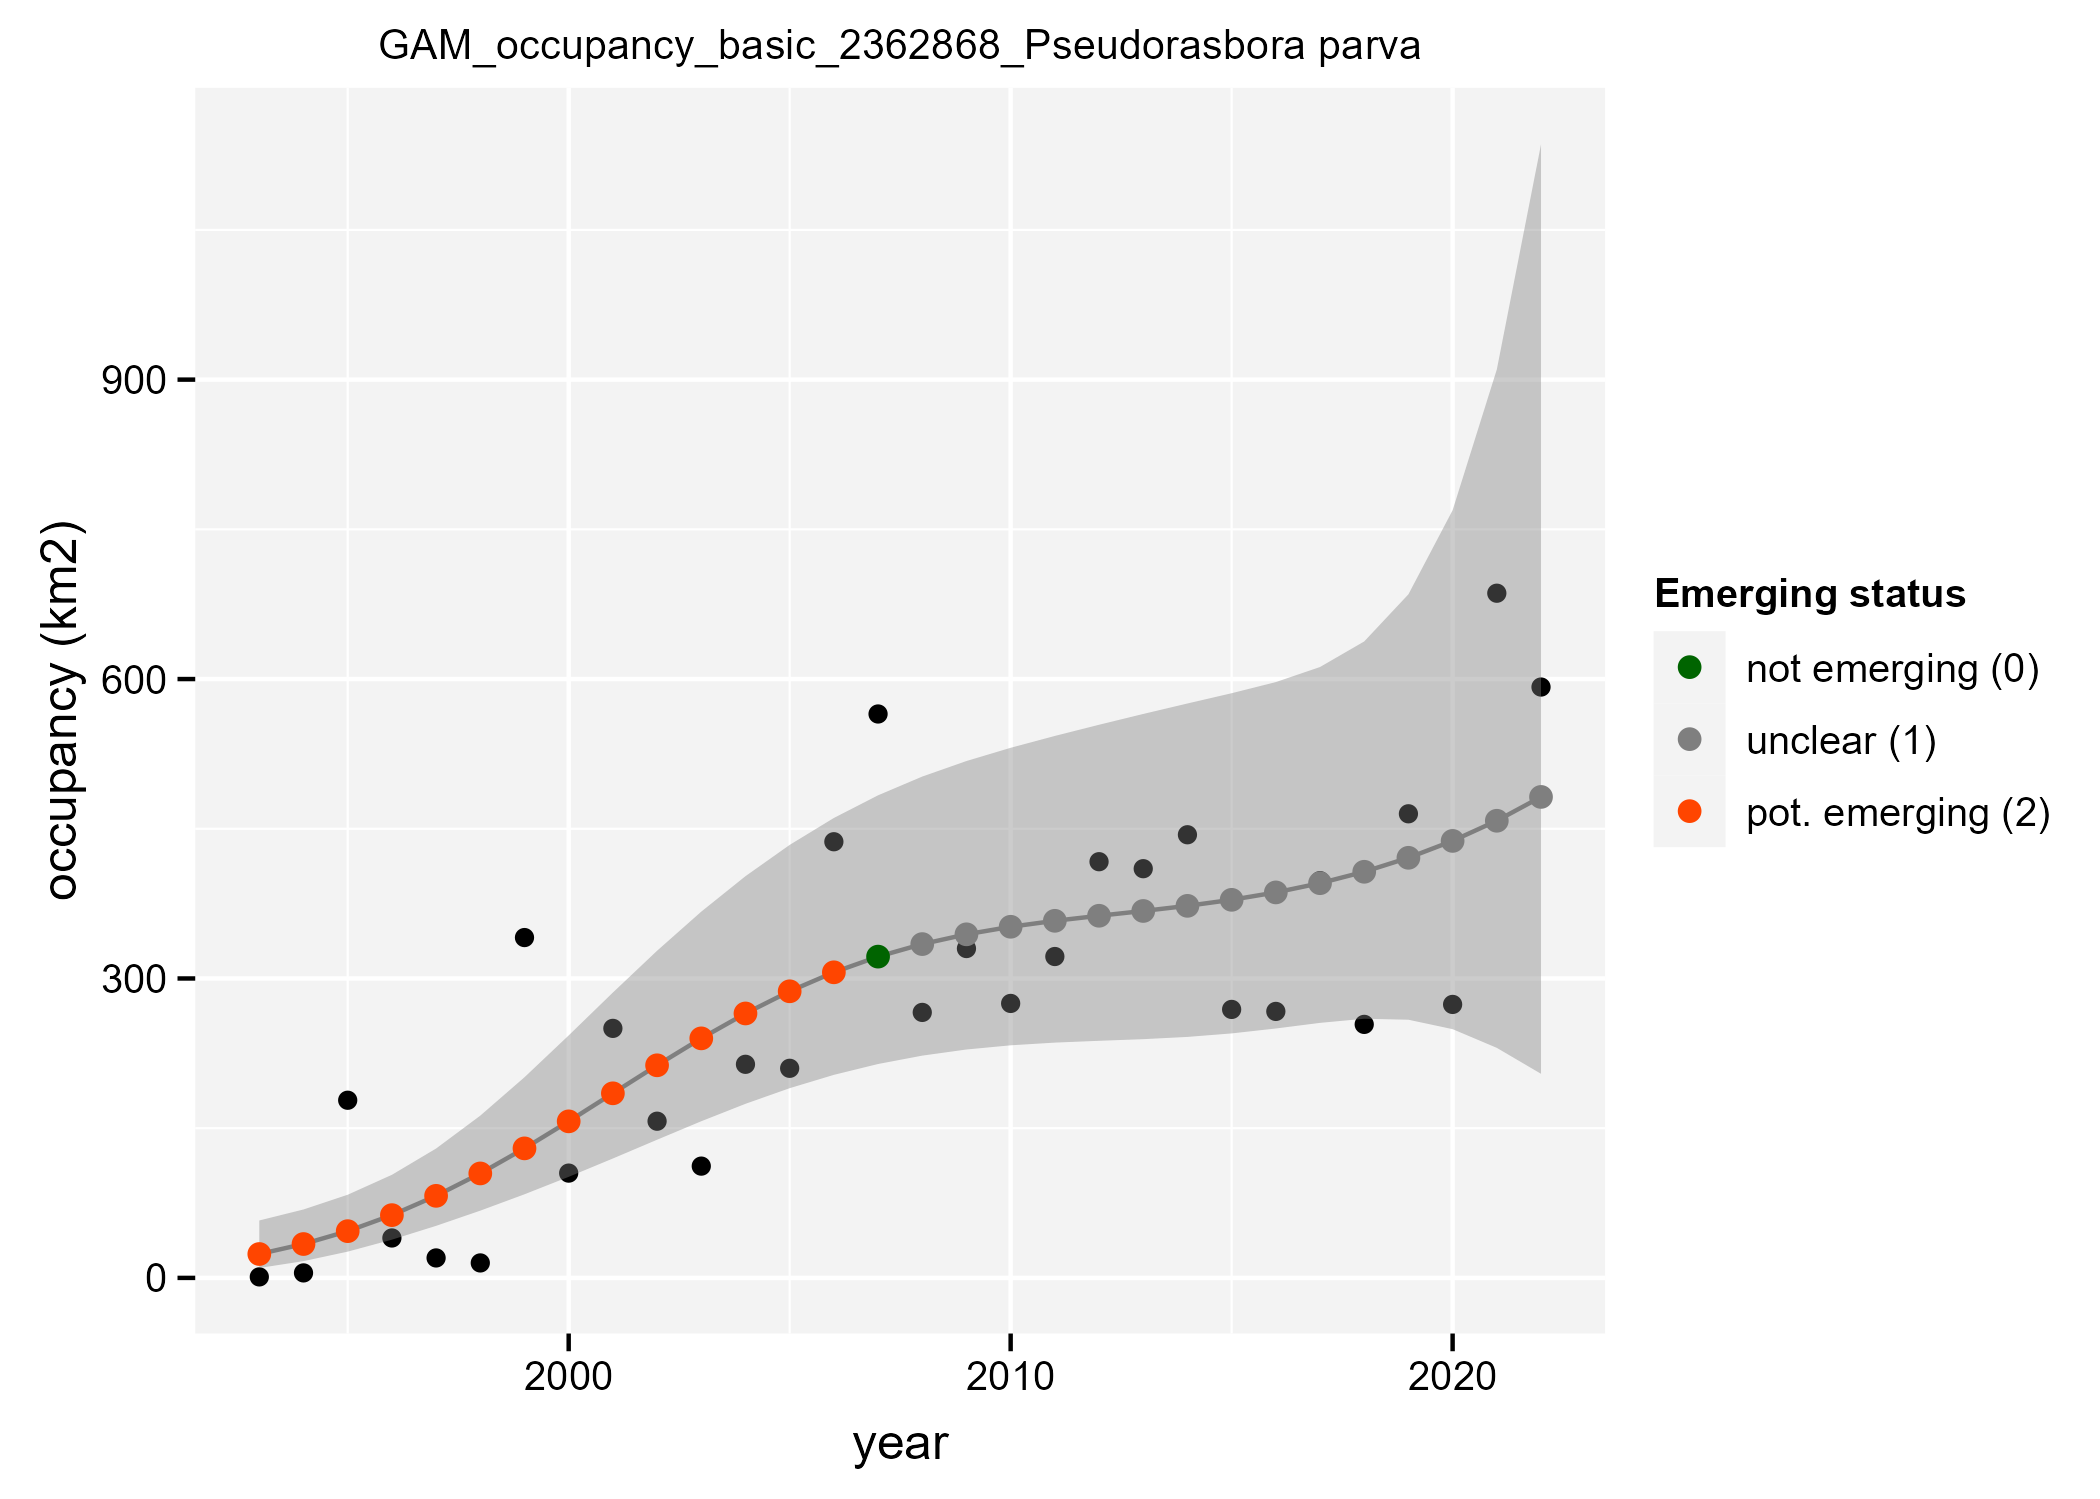 GAM_occupancy_basic_2362868_Pseudorasbora parva
occupancy (km2)
900
600
300
0
2000
2010
2020
year
Emerging status
not emerging (0)
unclear (1)
pot. emerging (2)